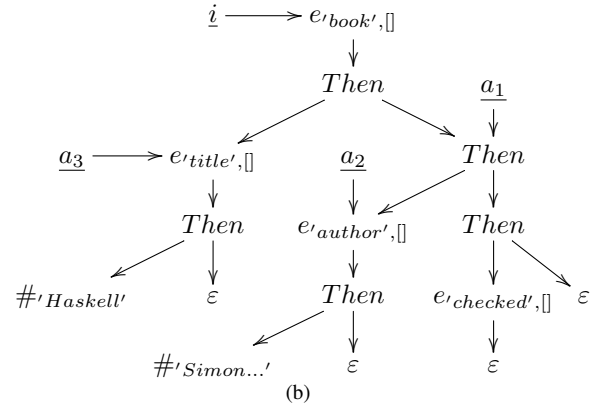 i e'book',[]
Then a1
a3 e'title',[] a2 Then
Then e'author',[] Then
#'Haskell' ε Then e'checked',[] ε
#'Simon...' ε ε
(b)